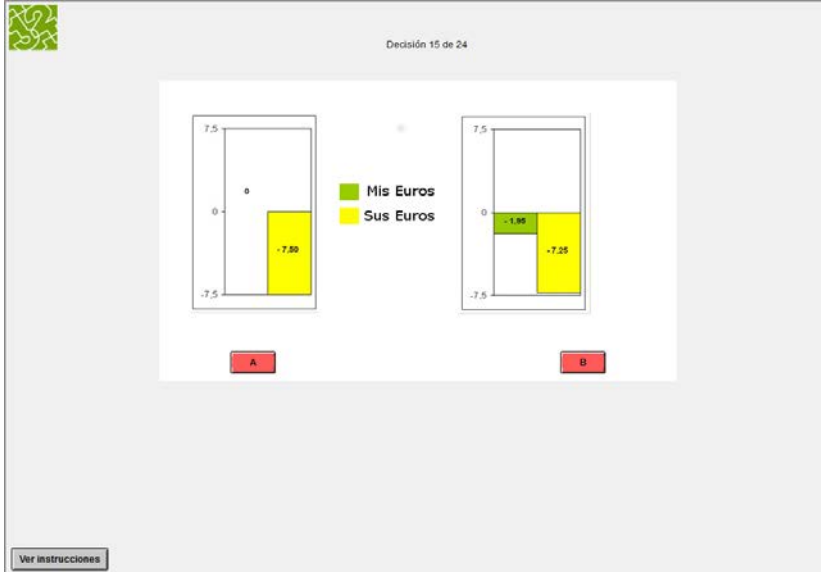 Decisión 15 de 24
7,5
0
0
- 7,50
-7,5
Mis Euros
Sus Euros
7,5
0
- 1,95
-7,25
-7,5
A
B
Ver instrucciones